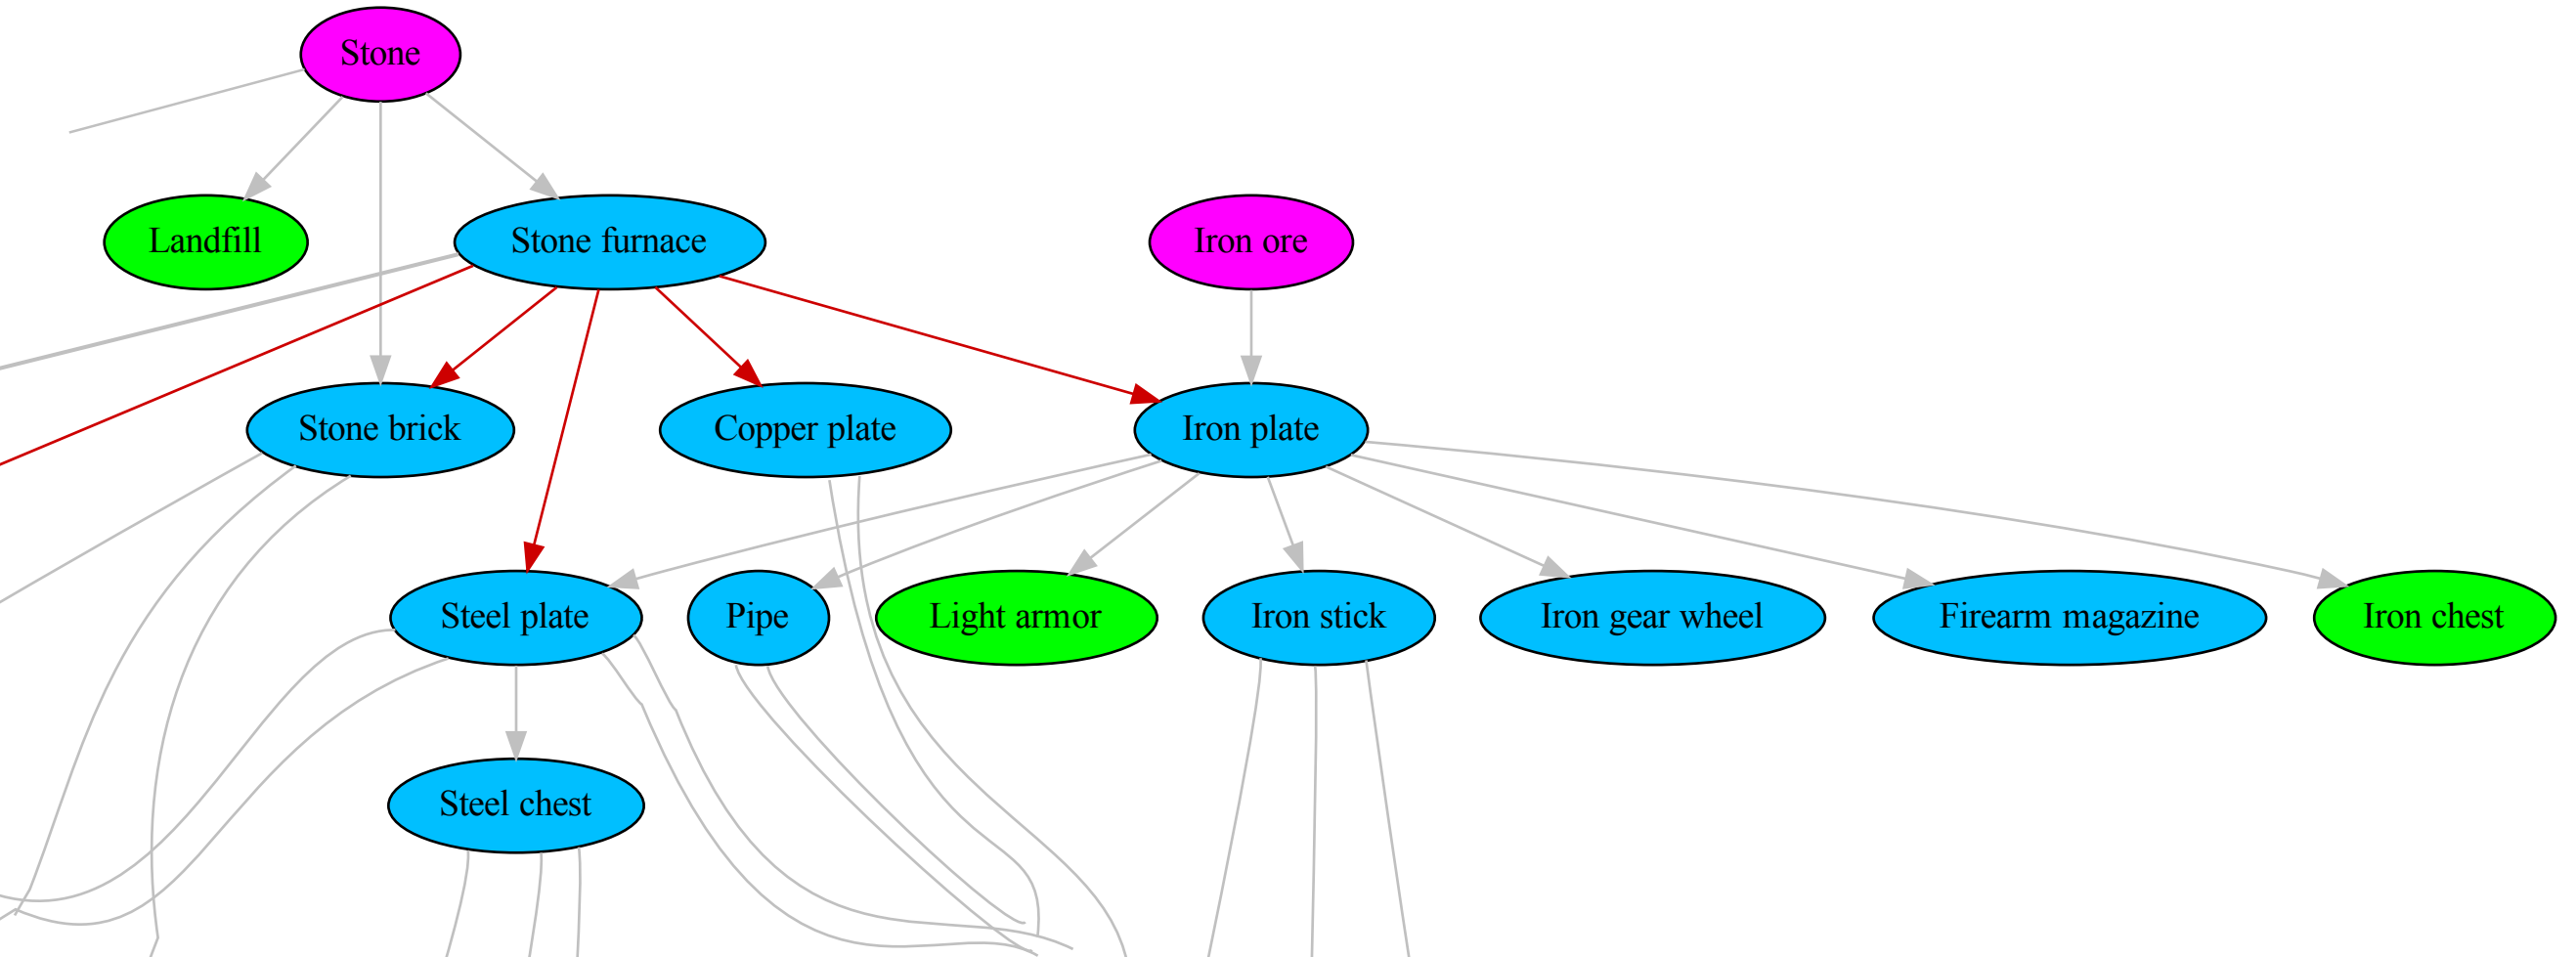 Stone
Landfill
Stone furnace
Iron ore
Stone brick
Copper plate
Iron plate
Steel plate
Pipe
Light armor
Iron stick
Iron gear wheel
Firearm magazine
Iron chest
Steel chest